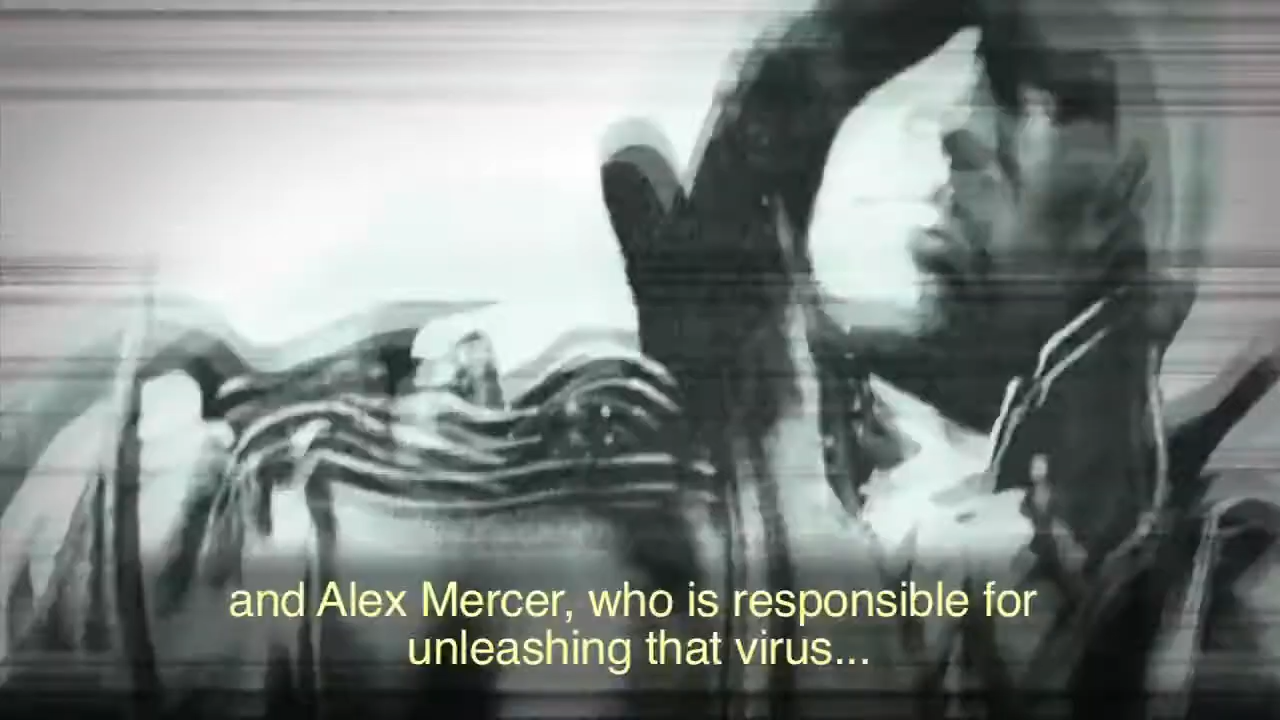 and Alex Mercer, who is responsible for
unleashing that virus...